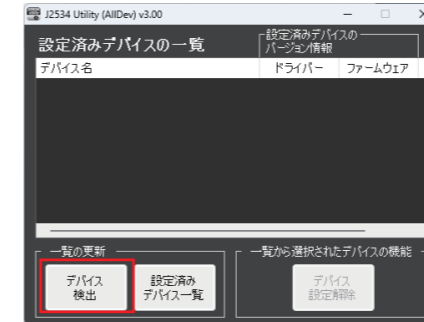 J2534 Utility (AllDev) v3.00
設定済みデバイスの一覧
設定済みデバイスの
バージョン情報
デバイス名 ドライバー ファームウェア
一覧の更新
一覧から選択されたデバイスの機能
デバイス
検出
設定済み
デバイス一覧
デバイス
設定解除